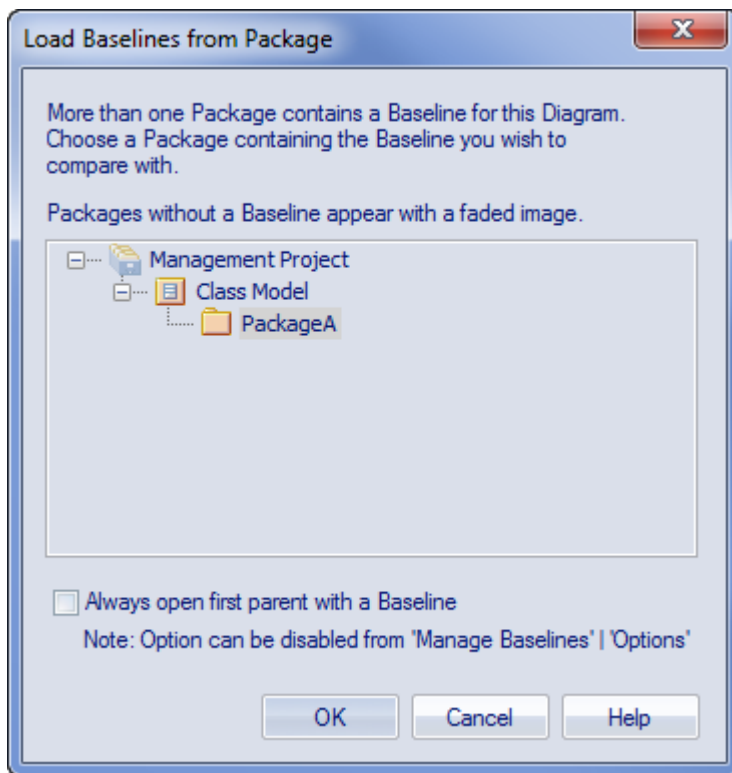 Load Baselines from Package
More than one Package contains a Baseline for this Diagram.
Choose a Package containing the Baseline you wish to
compare with.
Packages without a Baseline appear with a faded image.
Management Project
Class Model
PackageA
Always open first parent with a Baseline
Note: Option can be disabled from 'Manage Baselines' | 'Options'
OK
Cancel
Help